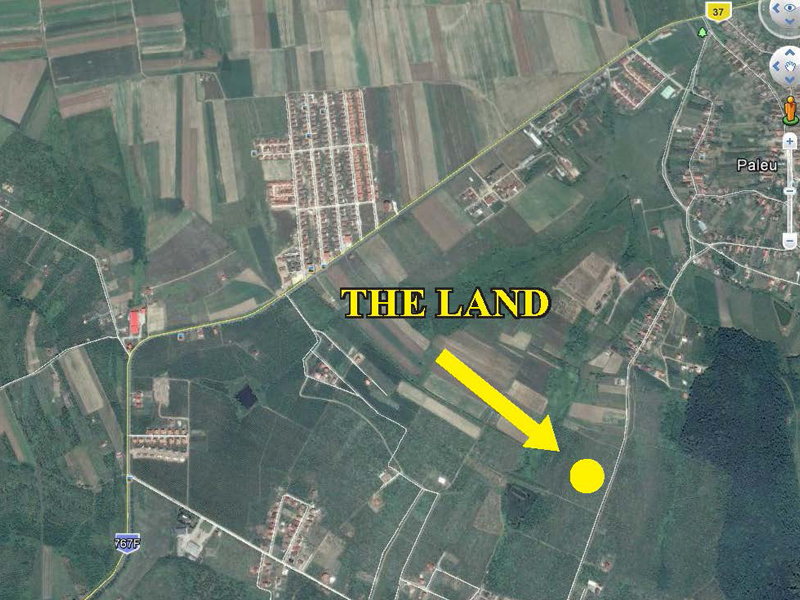 37
Paleu
THE LAND
767F